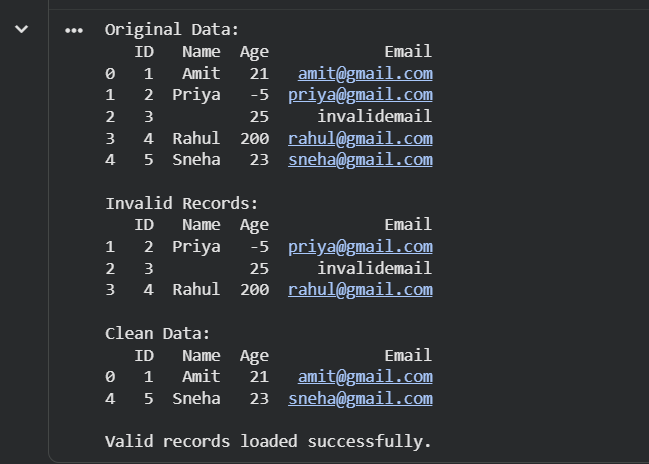 Original Data:
ID Name Age Email
0 1 Amit 21 amit@gmail.com
1 2 Priya -5 priya@gmail.com
2 3 25 invalidemail
3 4 Rahul 200 rahul@gmail.com
4 5 Sneha 23 sneha@gmail.com
Invalid Records:
ID Name Age Email
1 2 Priya -5 priya@gmail.com
2 3 25 invalidemail
3 4 Rahul 200 rahul@gmail.com
Clean Data:
ID Name Age Email
0 1 Amit 21 amit@gmail.com
4 5 Sneha 23 sneha@gmail.com
Valid records loaded successfully.